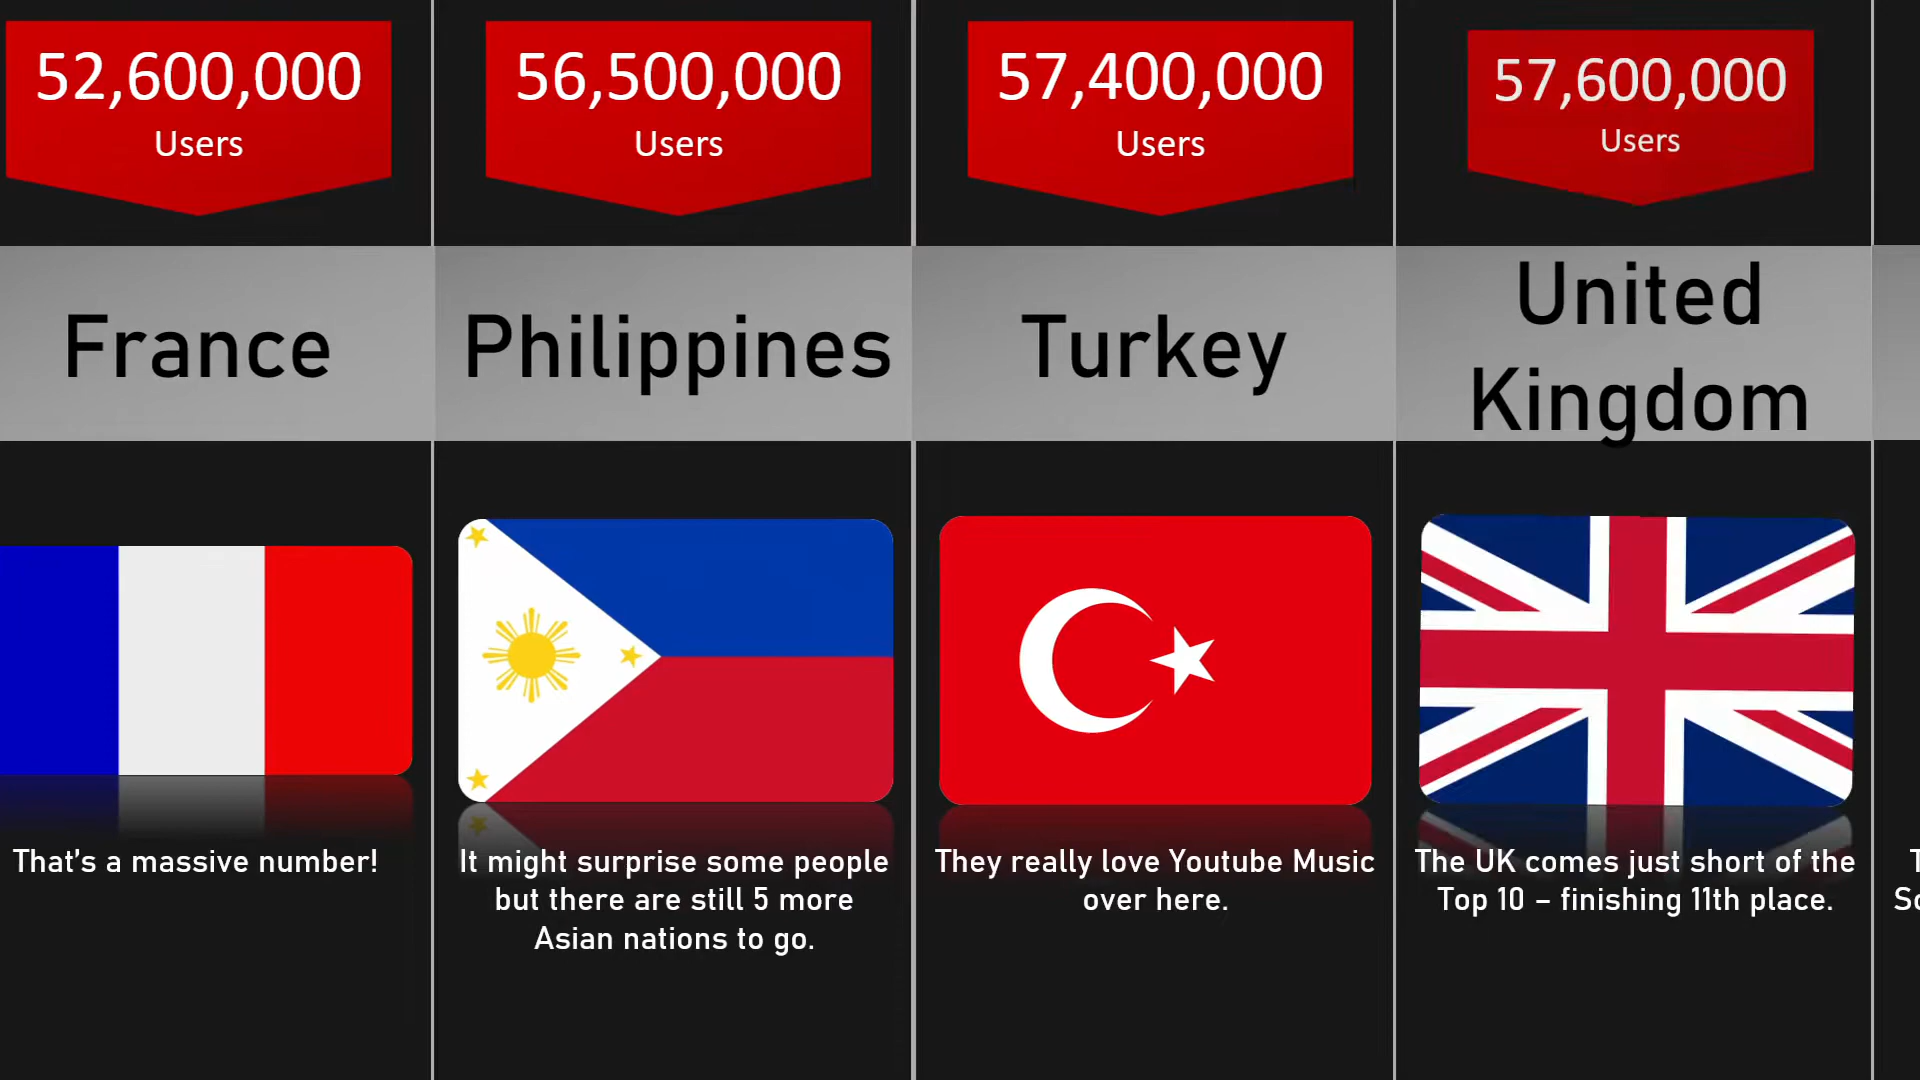 52,600,000
Users
France
That's a massive number!
56,500,000
Users
Philippines
It might surprise some people
but there are still 5 more
Asian nations to go.
57,400,000
Users
Turkey
They really love Youtube Music
over here.
57,600,000
Users
United
Kingdom
The UK comes just short of the
Top 10 – finishing 11th place.